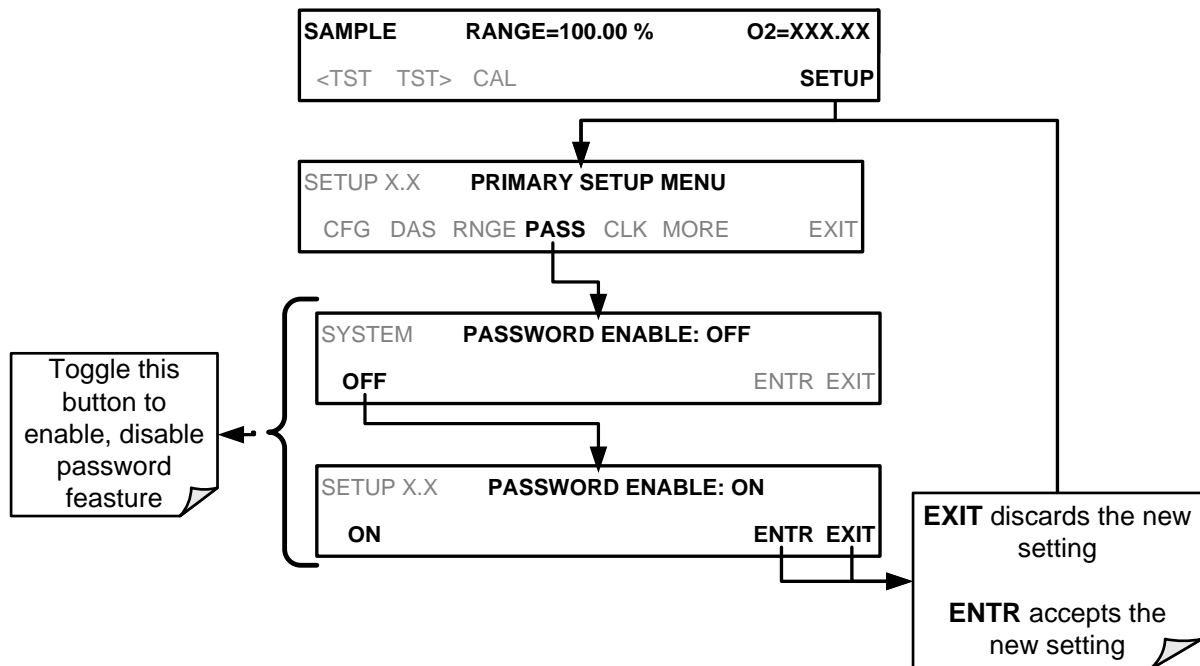 SAMPLE RANGE=100.00 % O2=XXX.XX
<TST TST> CAL SETUP
SETUP X.X PRIMARY SETUP MENU
CFG DAS RNGE PASS CLK MORE EXIT
SYSTEM PASSWORD ENABLE: OFF
OFF ENTR EXIT
Toggle this
button to
enable, disable
password
feasture
SETUP X.X PASSWORD ENABLE: ON
ON ENTR EXIT
EXIT discards the new
setting
ENTR accepts the
new setting